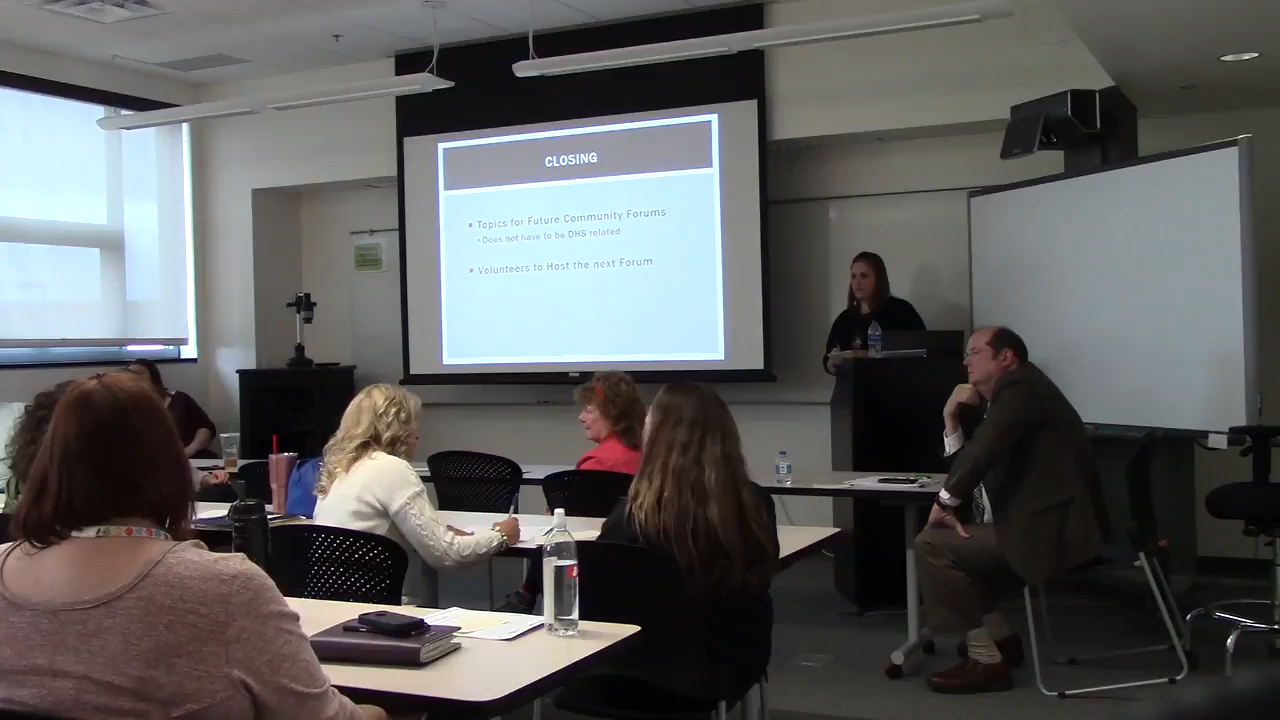 CLOSING
▪ Topics for Future Community Forums
• Does not have to be DHS related
▪ Volunteers to Host the next Forum